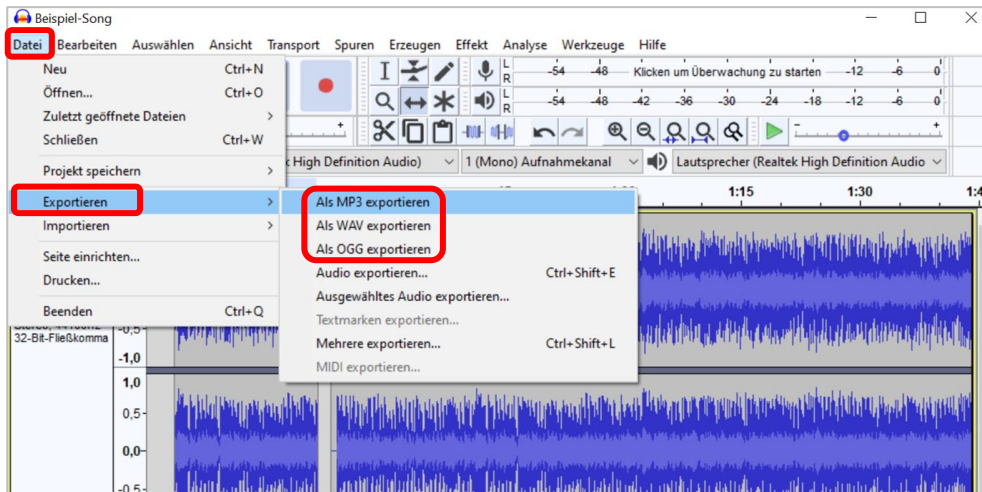 Beispiel-Song
Datei Bearbeiten Auswählen Ansicht Transport Spuren Erzeugen Effekt Analyse Werkzeuge Hilfe
Neu Ctrl+N
Öffnen... Ctrl+O
Zuletzt geöffnete Dateien >
Schließen Ctrl+W
Projekt speichern >
Exportieren >
Importieren >
Seite einrichten...
Drucken...
Beenden Ctrl+Q
L
R
-54 -48 Klicken um Überwachung zu starten -12 -6 0
L
R
-54 -48 -42 -36 -30 -24 -18 -12 -6 0
High Definition Audio) 1 (Mono) Aufnahmekanal Lautsprecher (Realtek High Definition Audio
1:15 1:30
Als MP3 exportieren
Als WAV exportieren
Als OGG exportieren
Audio exportieren... Ctrl+Shift+E
Ausgewähltes Audio exportieren...
Textmarken exportieren...
Mehrere exportieren... Ctrl+Shift+L
MIDI exportieren...
32-Bit-Fließkomma
-0,5-
-1,0
1,0
0,5-
0,0-
-0,5-